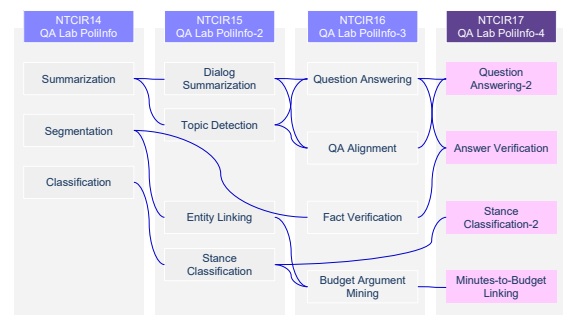 NTCIR14
QA Lab PoliInfo
NTCIR15
QA Lab PoliInfo-2
NTCIR16
QA Lab PoliInfo-3
NTCIR17
QA Lab PoliInfo-4
Summarization
Segmentation
Classification
Dialog
Summarization
Topic Detection
Entity Linking
Stance
Classification
Question Answering
QA Alignment
Fact Verification
Budget Argument
Mining
Question
Answering-2
Answer Verification
Stance
Classification-2
Minutes-to-Budget
Linking